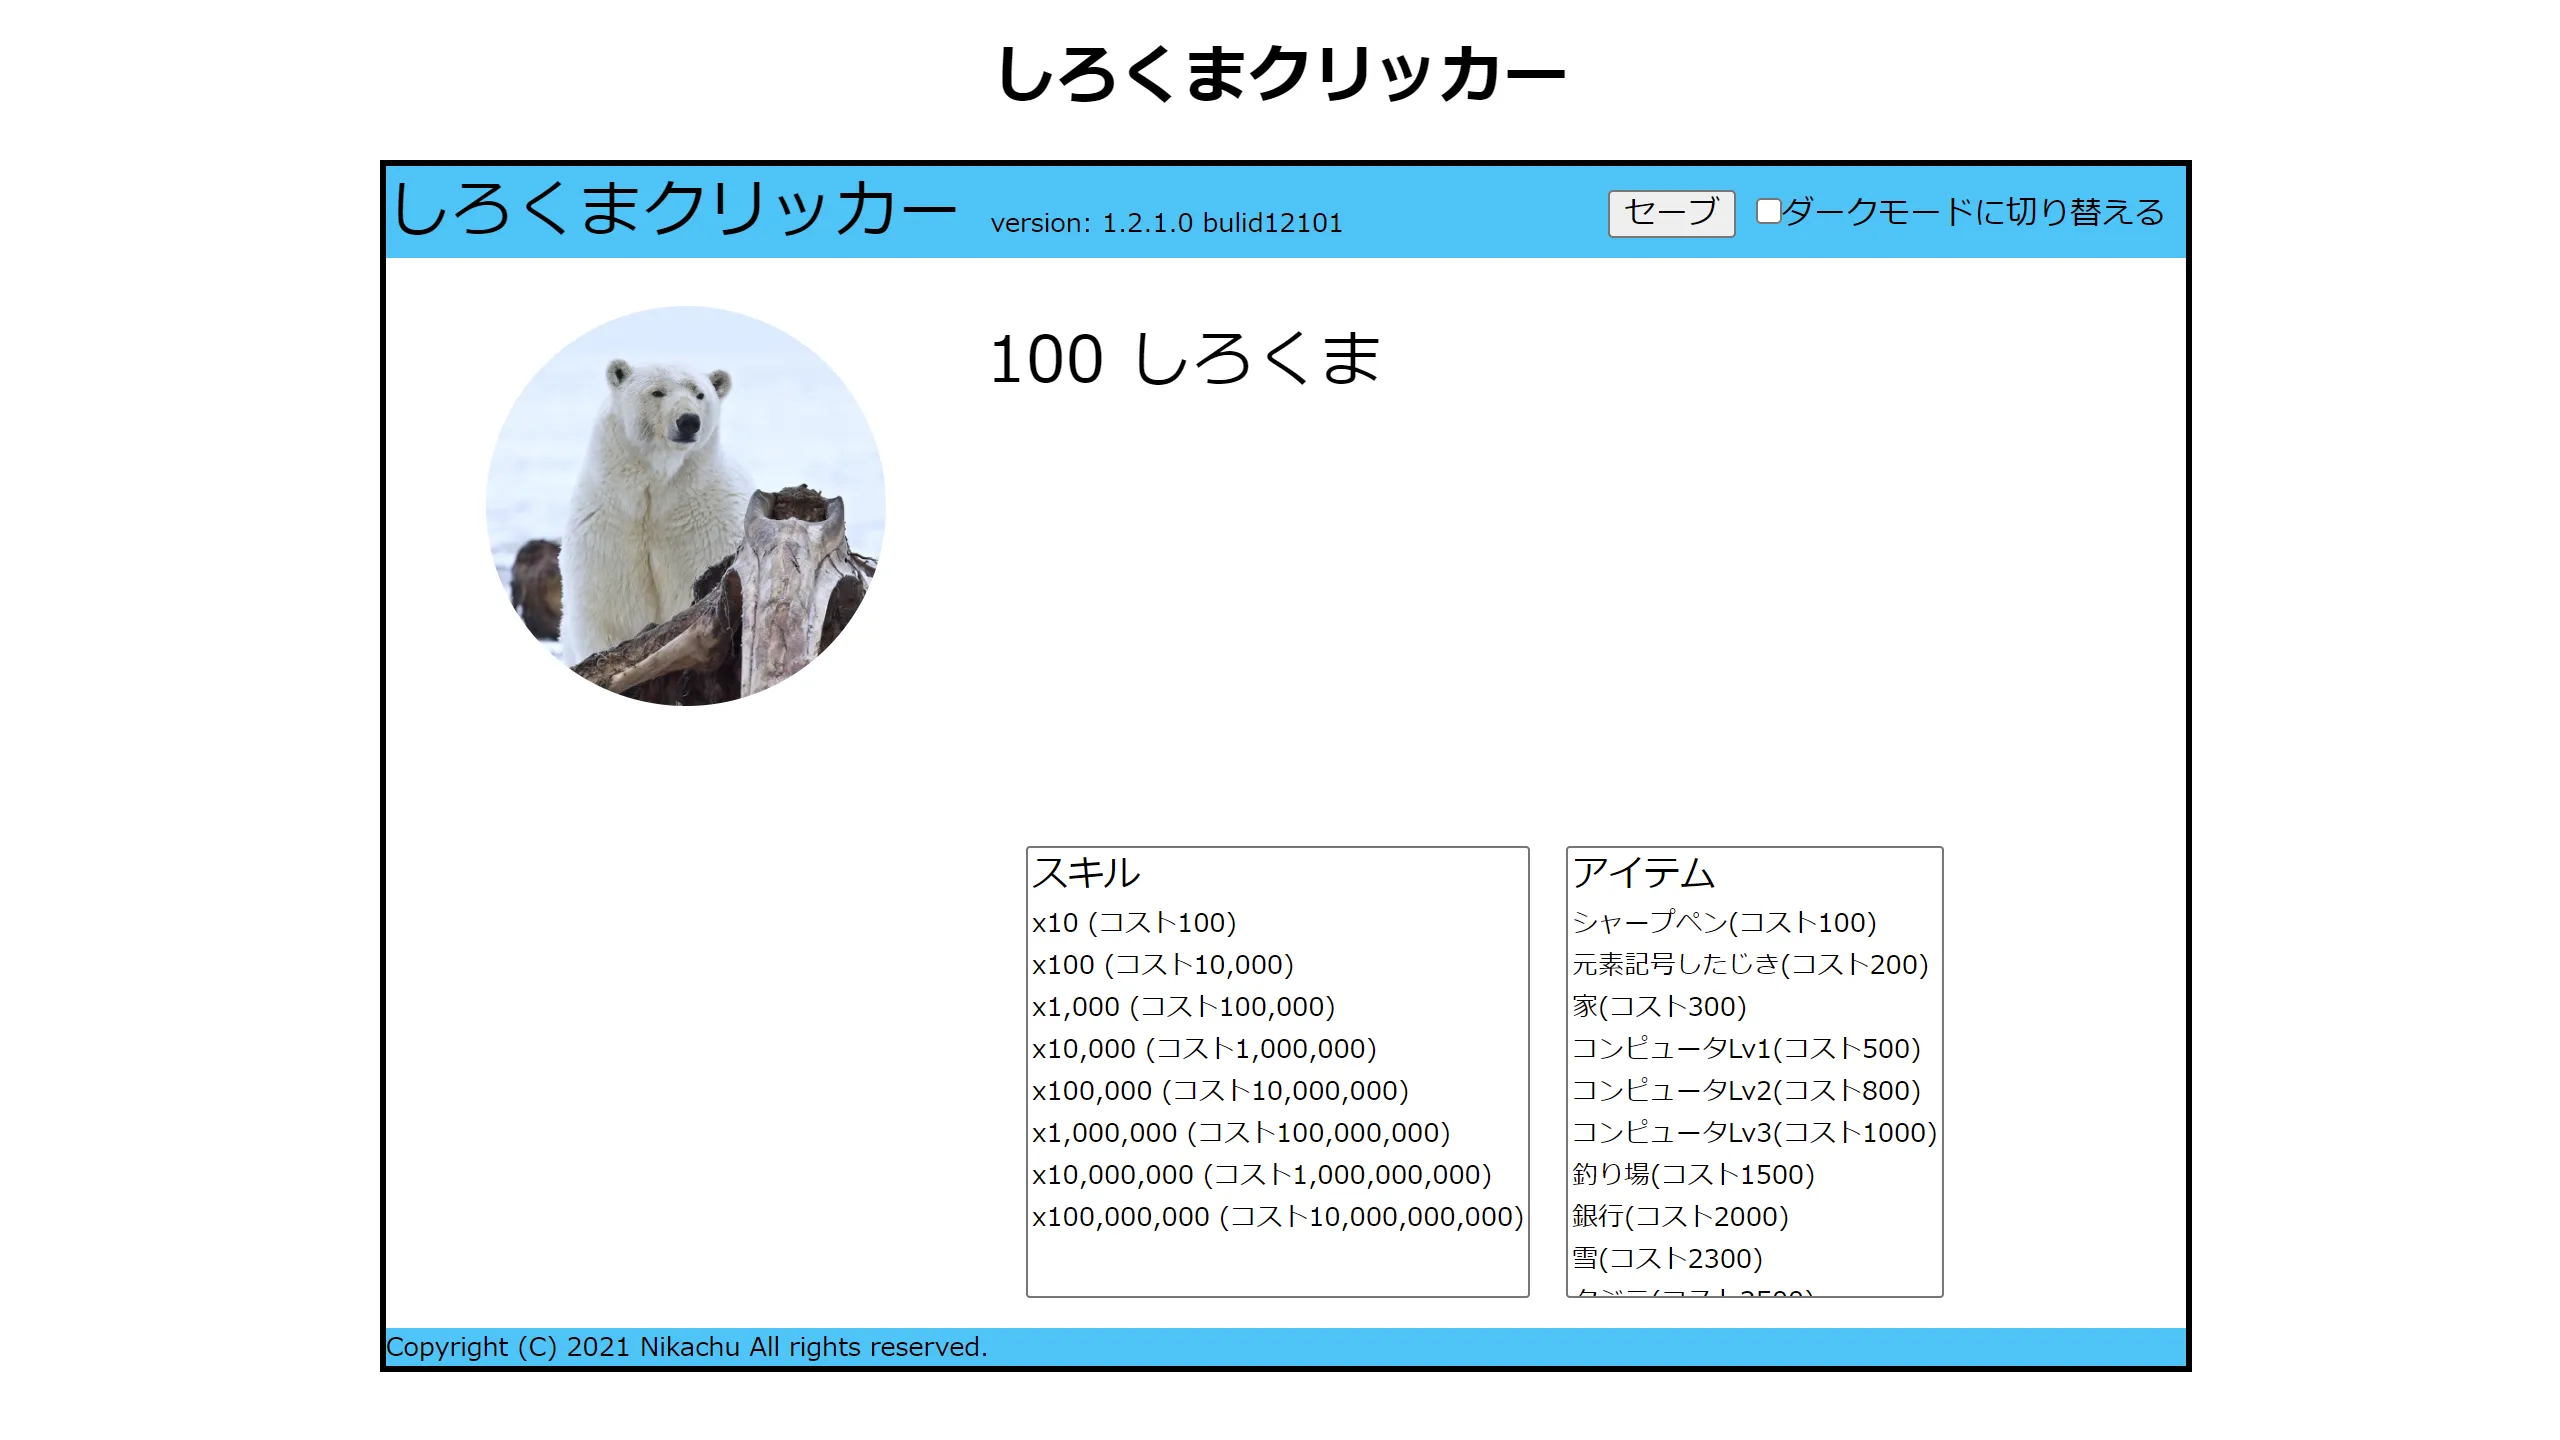 しろくまクリッカー
しろくまクリッカー version: 1.2.1.0 bulid12101 セーブ ダークモードに切り替える
100 しろくま
スキル
x10 (コスト100)
x100 (コスト10,000)
x1,000 (コスト100,000)
x10,000 (コスト1,000,000)
x100,000 (コスト10,000,000)
x1,000,000 (コスト100,000,000)
x10,000,000 (コスト1,000,000,000)
x100,000,000 (コスト10,000,000,000)
アイテム
シャープペン(コスト100)
元素記号したじき(コスト200)
家(コスト300)
コンピュータLv1(コスト500)
コンピュータLv2(コスト800)
コンピュータLv3(コスト1000)
釣り場(コスト1500)
銀行(コスト2000)
雪(コスト2300)
Copyright (C) 2021 Nikachu All rights reserved.